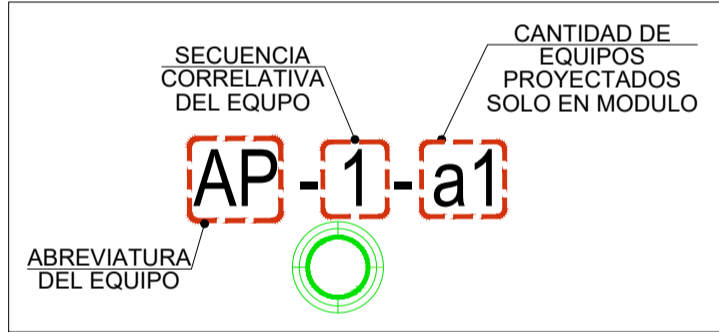 SECUENCIA
CORRELATIVA
DEL EQUPO
CANTIDAD DE
EQUIPOS
PROYECTADOS
SOLO EN MODULO
AP - 1 - a1
ABREVIATURA
DEL EQUIPO